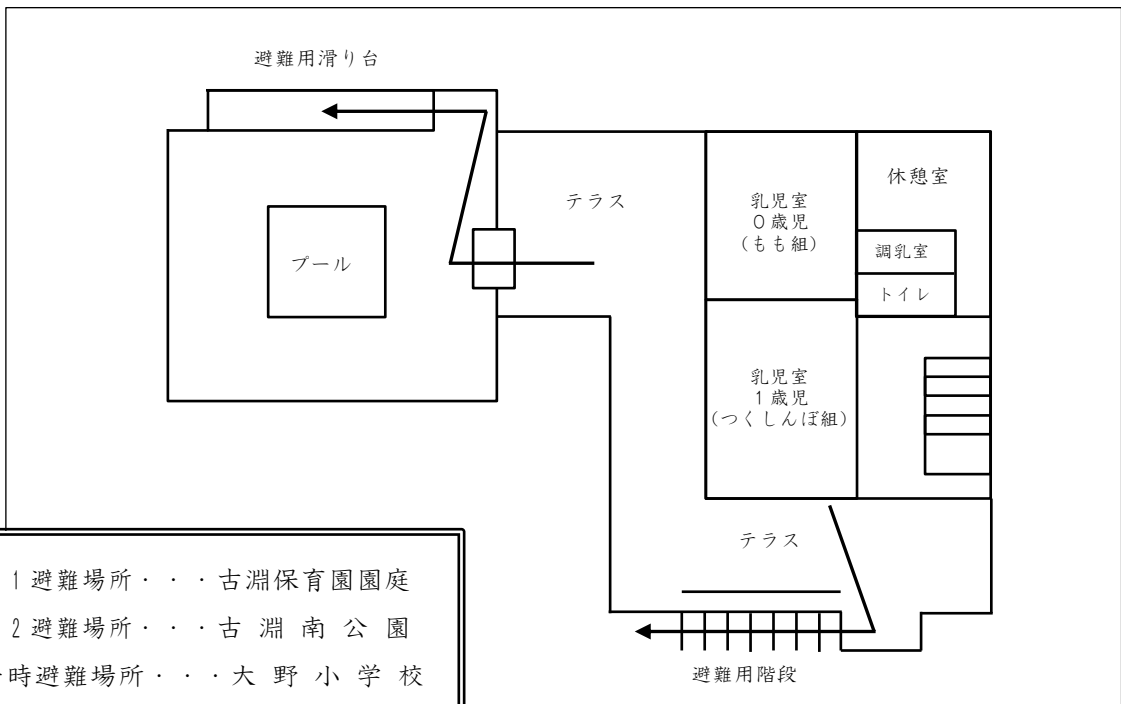 避難用滑り台
テラス
乳児室
0歳児
(もも組)
休憩室
調乳室
トイレ
プール
乳児室
1歳児
(つくしんぼ組)
テラス
避難用階段
1避難場所・・・古淵保育園園庭
2避難場所・・・古淵南公園
時避難場所・・・大野小学校